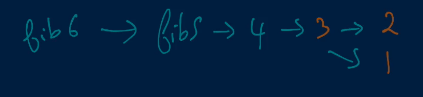 fib6 → fib5 → 4 → 3 → 2
↘ 1